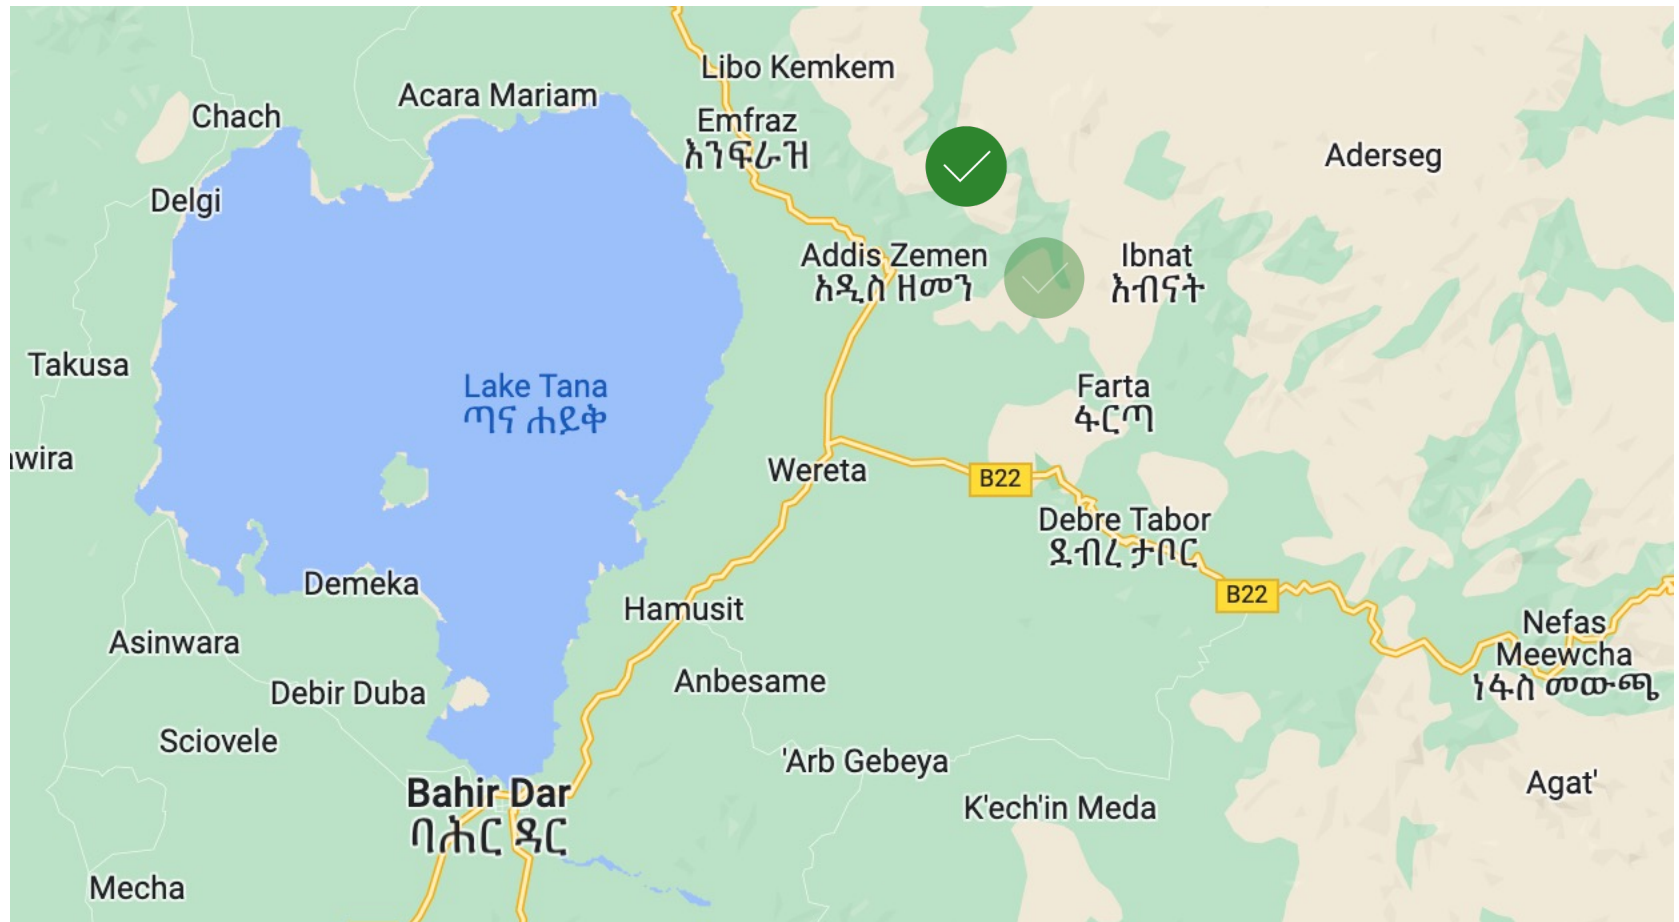 Libo Kemkem
Acara Mariam
Chach
Emfraz
እንፍራዝ
Aderseg
Delgi
Addis Zemen
አዲስ ዘመን
Ibnat
እብናት
Takusa
Lake Tana
ጣና ሐይቅ
Farta
ፋርጣ
awira
Wereta
B22
Debre Tabor
ደብረ ታቦር
Demeka
B22
Hamusit
Nefas
Meewcha
ነፋስ መውጫ
Asinwara
Anbesame
Debir Duba
Sciovele
'Arb Gebeya
Agat'
Bahir Dar
ባሕር ዳር
K'ech'in Meda
Mecha